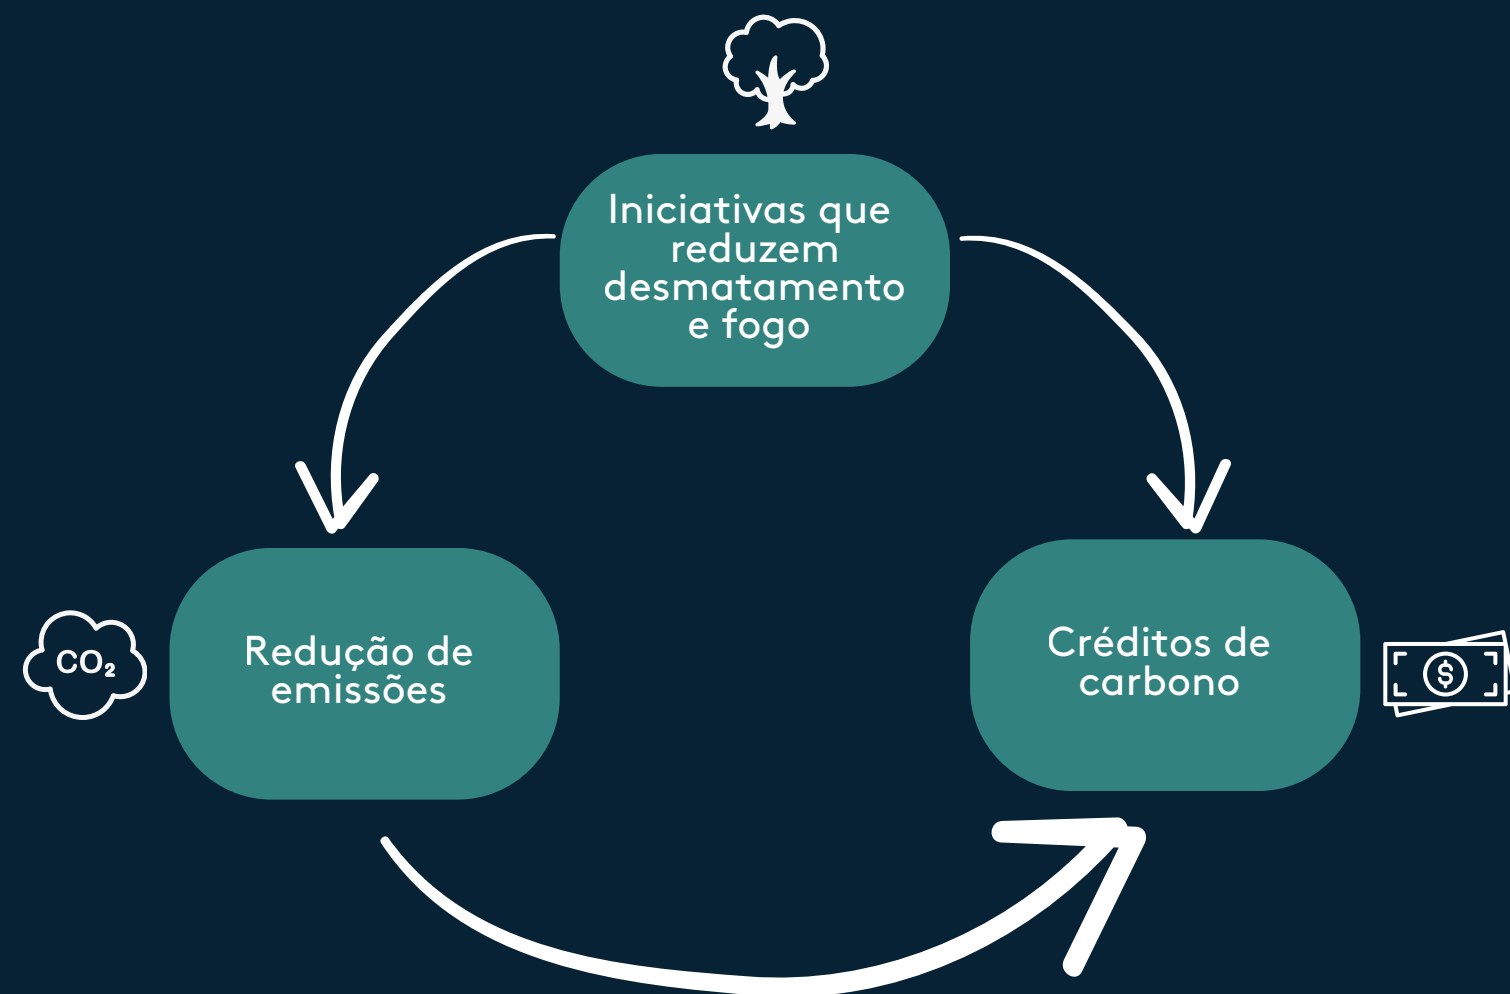 Iniciativas que
reduzem
desmatamento
e fogo
CO₂
Redução de
emissões
Créditos de
carbono
$